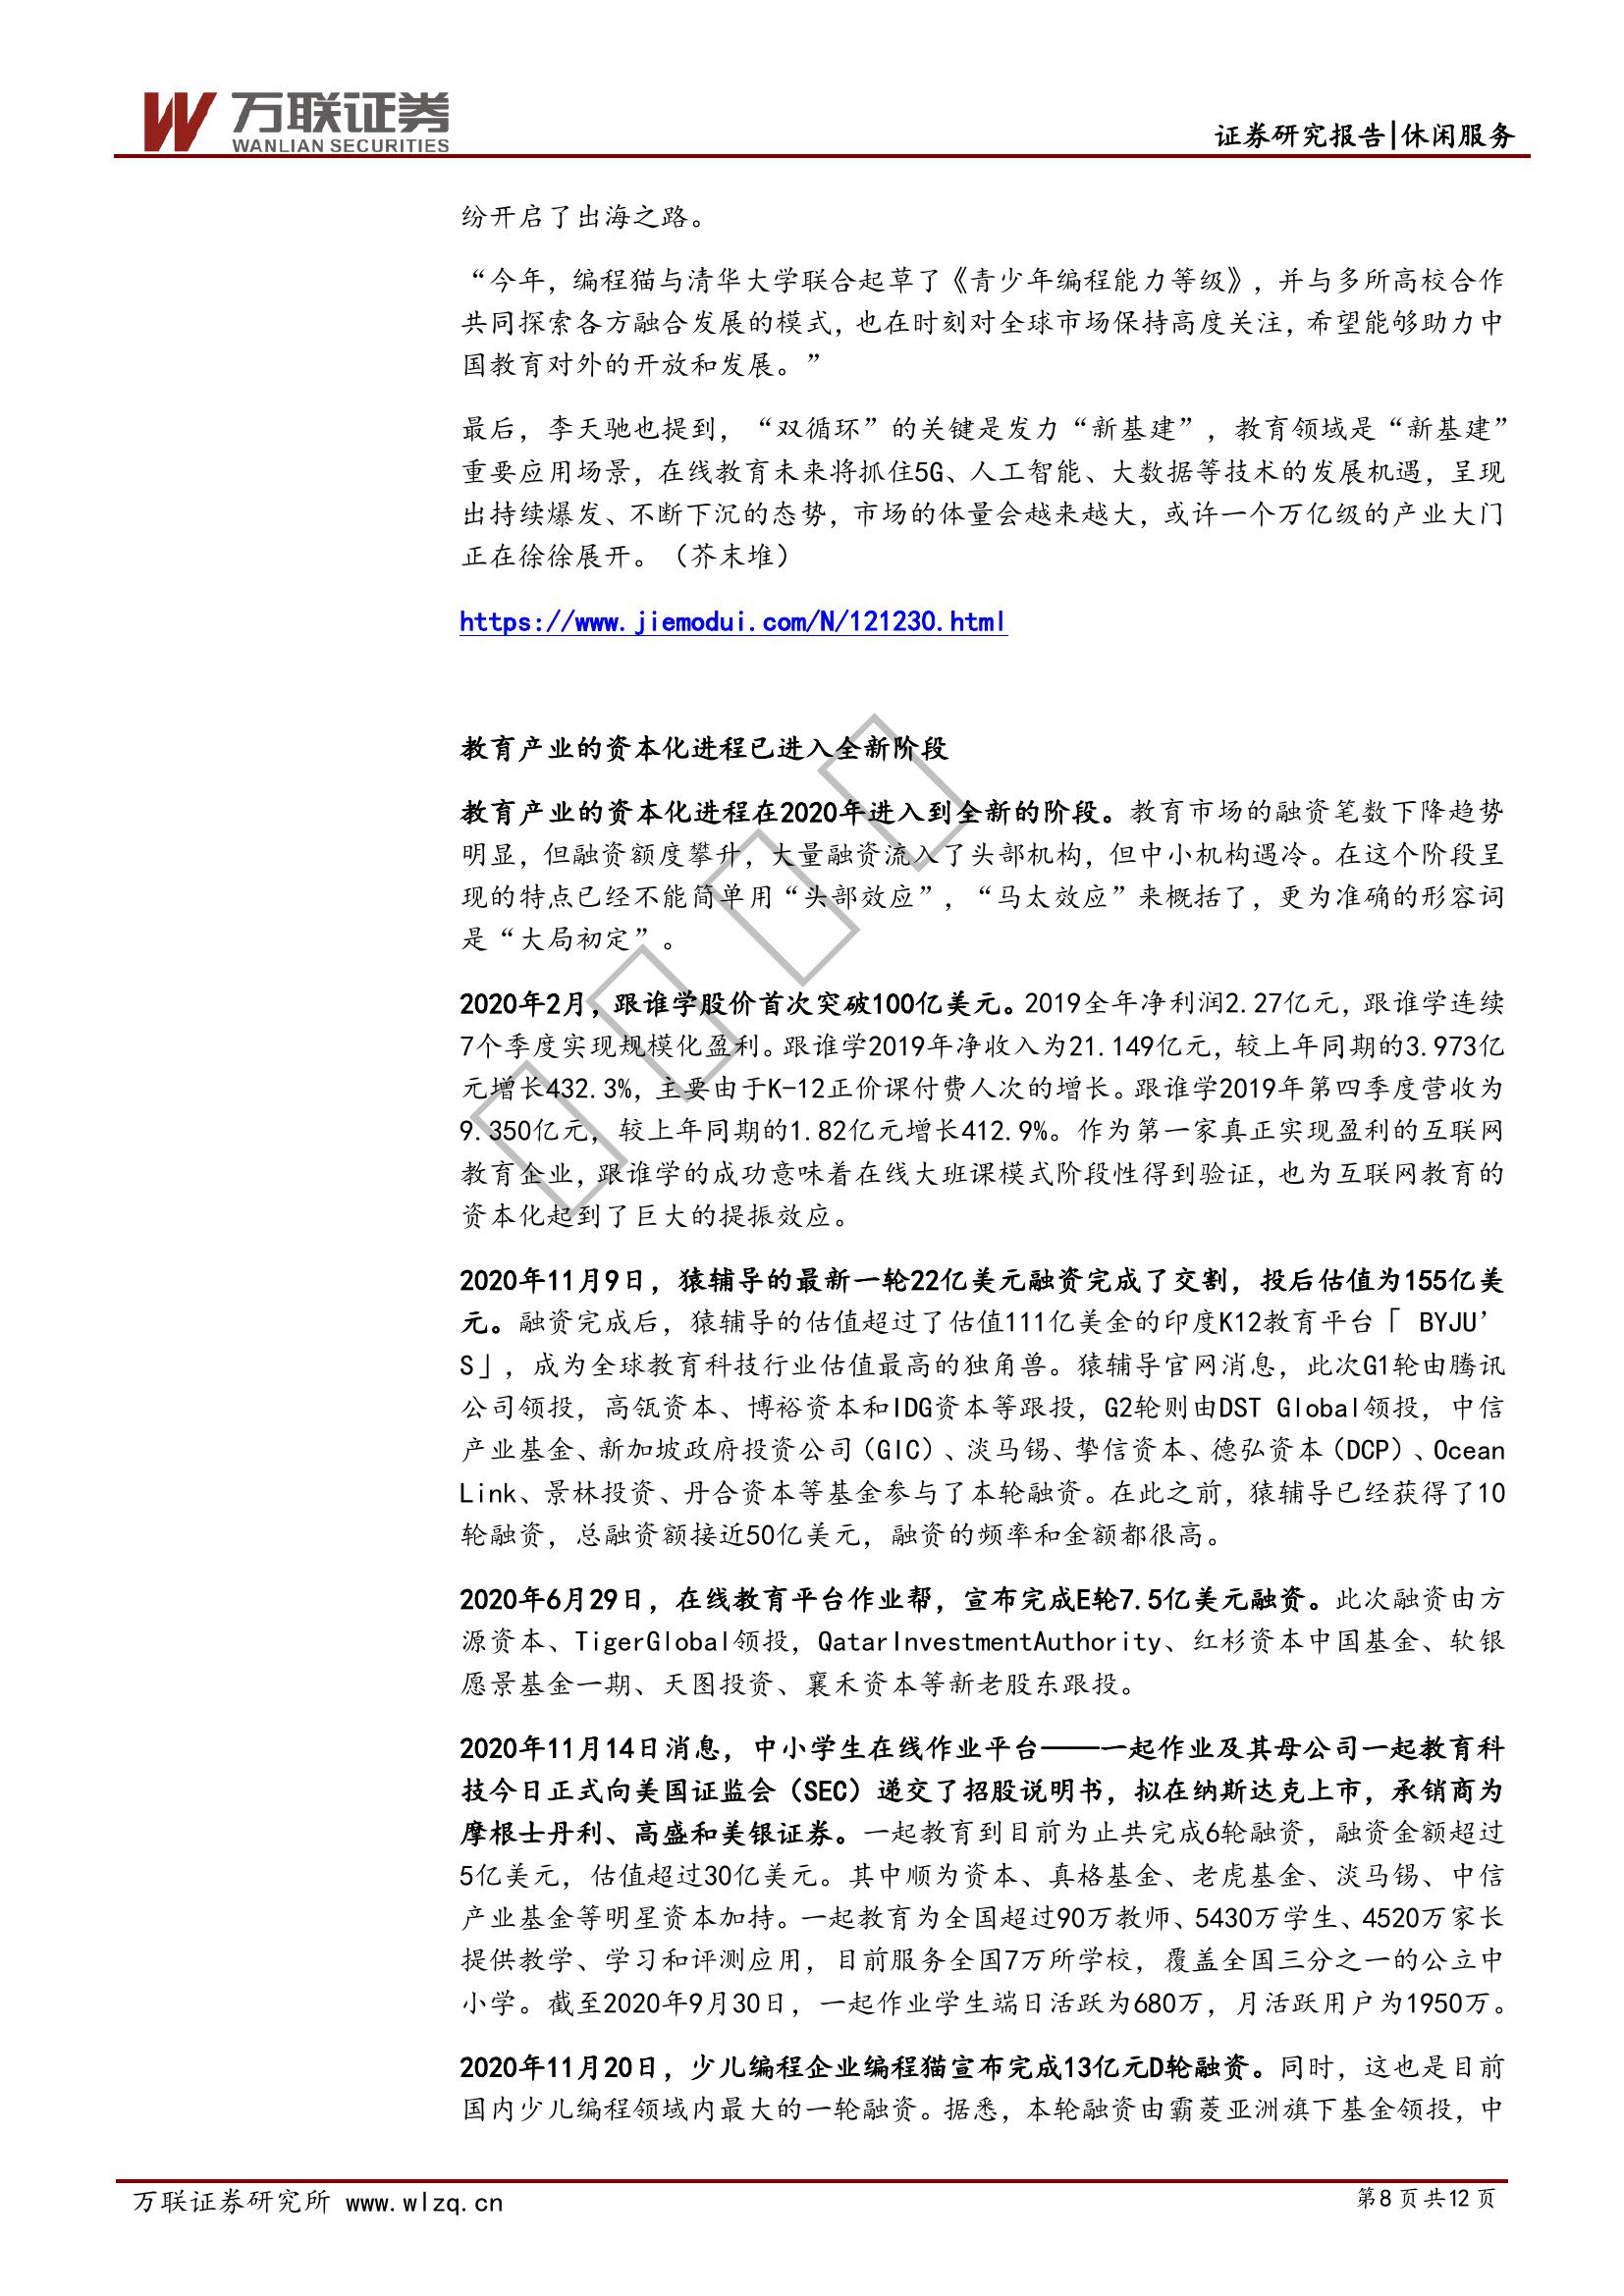 万联证券
WANLIAN SECURITIES
证券研究报告|休闲服务
纷开启了出海之路。
“今年，编程猫与清华大学联合起草了《青少年编程能力等级》，并与多所高校合作
共同探索各方融合发展的模式，也在时刻对全球市场保持高度关注，希望能够助力中
国教育对外的开放和发展。”
最后，李天驰也提到，“双循环”的关键是发力“新基建”，教育领域是“新基建”
重要应用场景，在线教育未来将抓住5G、人工智能、大数据等技术的发展机遇，呈现
出持续爆发、不断下沉的态势，市场的体量会越来越大，或许一个万亿级的产业大门
正在徐徐展开。（芥末堆）
https://www.jiemodui.com/N/121230.html
教育产业的资本化进程已进入全新阶段
教育产业的资本化进程在2020年进入到全新的阶段。教育市场的融资笔数下降趋势
明显，但融资额度攀升，大量融资流入了头部机构，但中小机构遇冷。在这个阶段呈
现的特点已经不能简单用“头部效应”，“马太效应”来概括了，更为准确的形容词
是“大局初定”。
2020年2月，跟谁学股价首次突破100亿美元。2019全年净利润2.27亿元，跟谁学连续
7个季度实现规模化盈利。跟谁学2019年净收入为21.149亿元，较上年同期的3.973亿
元增长432.3%，主要由于K-12正价课付费人次的增长。跟谁学2019年第四季度营收为
9.350亿元，较上年同期的1.82亿元增长412.9%。作为第一家真正实现盈利的互联网
教育企业，跟谁学的成功意味着在线大班课模式阶段性得到验证，也为互联网教育的
资本化起到了巨大的提振效应。
2020年11月9日，猿辅导的最新一轮22亿美元融资完成了交割，投后估值为155亿美
元。融资完成后，猿辅导的估值超过了估值111亿美金的印度K12教育平台「 BYJU’
S」，成为全球教育科技行业估值最高的独角兽。猿辅导官网消息，此次G1轮由腾讯
公司领投，高瓴资本、博裕资本和IDG资本等跟投，G2轮则由DST Global领投，中信
产业基金、新加坡政府投资公司（GIC）、淡马锡、挚信资本、德弘资本（DCP）、Ocean
Link、景林投资、丹合资本等基金参与了本轮融资。在此之前，猿辅导已经获得了10
轮融资，总融资额接近50亿美元，融资的频率和金额都很高。
2020年6月29日，在线教育平台作业帮，宣布完成E轮7.5亿美元融资。此次融资由方
源资本、TigerGlobal领投，QatarInvestmentAuthority、红杉资本中国基金、软银
愿景基金一期、天图投资、襄禾资本等新老股东跟投。
2020年11月14日消息，中小学生在线作业平台——一起作业及其母公司一起教育科
技今日正式向美国证监会（SEC）递交了招股说明书，拟在纳斯达克上市，承销商为
摩根士丹利、高盛和美银证券。一起教育到目前为止共完成6轮融资，融资金额超过
5亿美元，估值超过30亿美元。其中顺为资本、真格基金、老虎基金、淡马锡、中信
产业基金等明星资本加持。一起教育为全国超过90万教师、5430万学生、4520万家长
提供教学、学习和评测应用，目前服务全国7万所学校，覆盖全国三分之一的公立中
小学。截至2020年9月30日，一起作业学生端日活跃为680万，月活跃用户为1950万。
2020年11月20日，少儿编程企业编程猫宣布完成13亿元D轮融资。同时，这也是目前
国内少儿编程领域内最大的一轮融资。据悉，本轮融资由霸菱亚洲旗下基金领投，中
万联证券研究所 www.wlzq.cn
第8页共12页